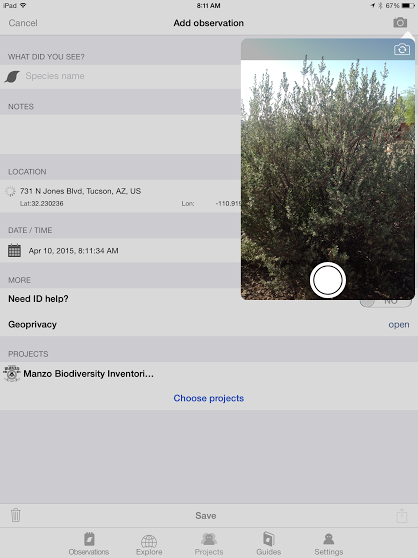 iPad 8:11 AM 67%
Cancel Add observation
WHAT DID YOU SEE?
Species name
NOTES
LOCATION
731 N Jones Blvd, Tucson, AZ, US
Lat:32.230236 Lon: -110.919
DATE / TIME
Apr 10, 2015, 8:11:34 AM
MORE
Need ID help? NO
Geoprivacy open
PROJECTS
Manzo Biodiversity Inventori...
Choose projects
Save
Observations Explore Projects Guides Settings